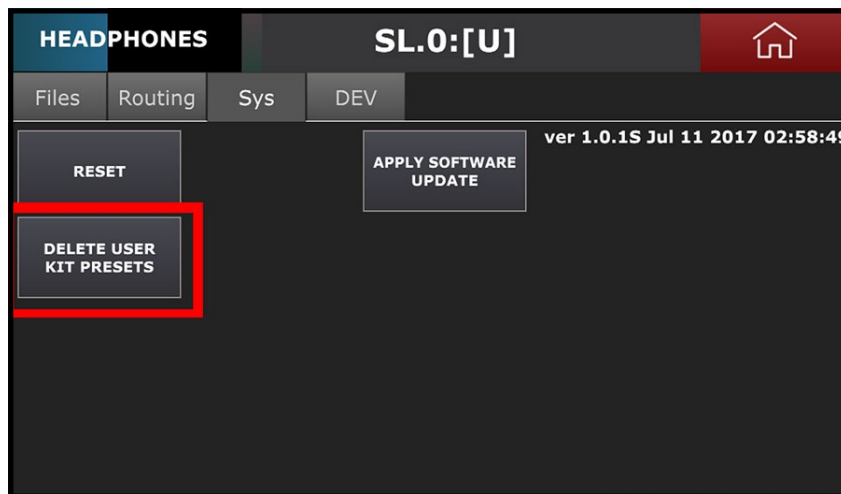 HEADPHONES
SL.0:[U]
Files
Routing
Sys
DEV
RESET
APPLY SOFTWARE
UPDATE
ver 1.0.1S Jul 11 2017 02:58:49
DELETE USER
KIT PRESETS